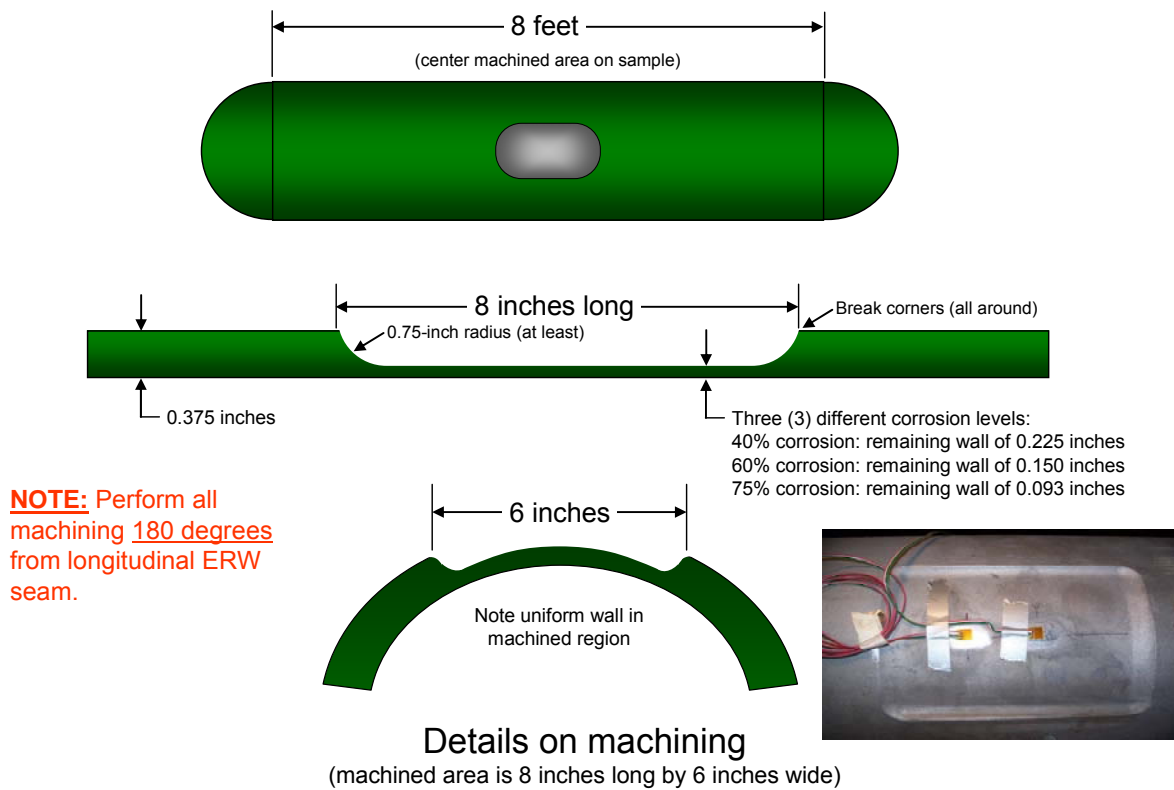 8 feet
(center machined area on sample)
8 inches long
0.75-inch radius (at least)
Break corners (all around)
0.375 inches
Three (3) different corrosion levels:
40% corrosion: remaining wall of 0.225 inches
60% corrosion: remaining wall of 0.150 inches
75% corrosion: remaining wall of 0.093 inches
NOTE: Perform all
machining 180 degrees
from longitudinal ERW
seam.
6 inches
Note uniform wall in
machined region
Details on machining
(machined area is 8 inches long by 6 inches wide)